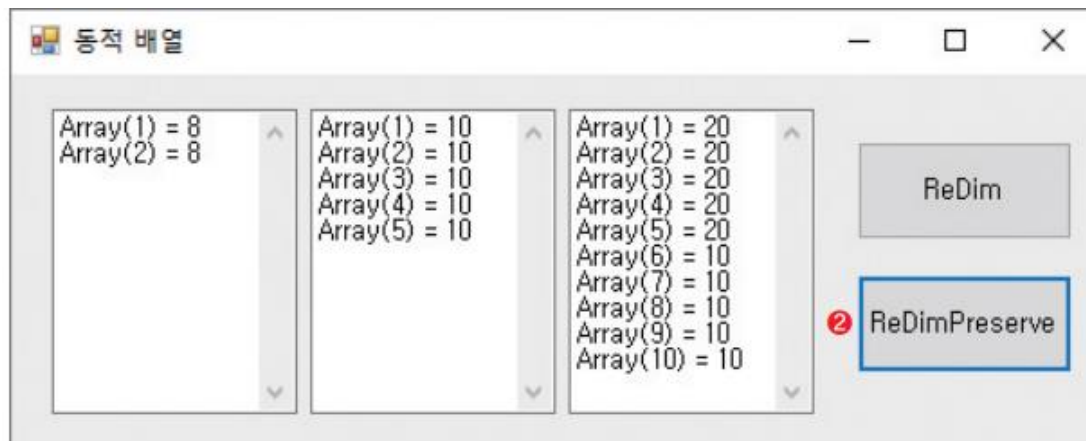 동적 배열
Array(1) = 8
Array(2) = 8
Array(1) = 10
Array(2) = 10
Array(3) = 10
Array(4) = 10
Array(5) = 10
Array(1) = 20
Array(2) = 20
Array(3) = 20
Array(4) = 20
Array(5) = 20
Array(6) = 10
Array(7) = 10
Array(8) = 10
Array(9) = 10
Array(10) = 10
ReDim
❷ ReDimPreserve